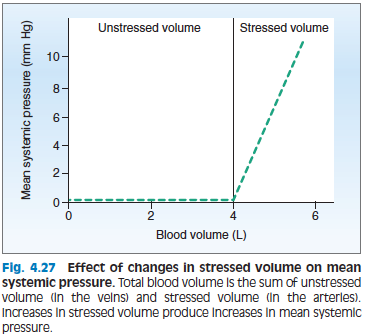 Unstressed volume
Stressed volume
Mean systemic pressure (mm Hg)
10
8
6
4
2
0
0
2
4
6
Blood volume (L)
Fig. 4.27 Effect of changes in stressed volume on mean
systemic pressure. Total blood volume is the sum of unstressed
volume (in the veins) and stressed volume (in the arteries).
Increases in stressed volume produce increases in mean systemic
pressure.